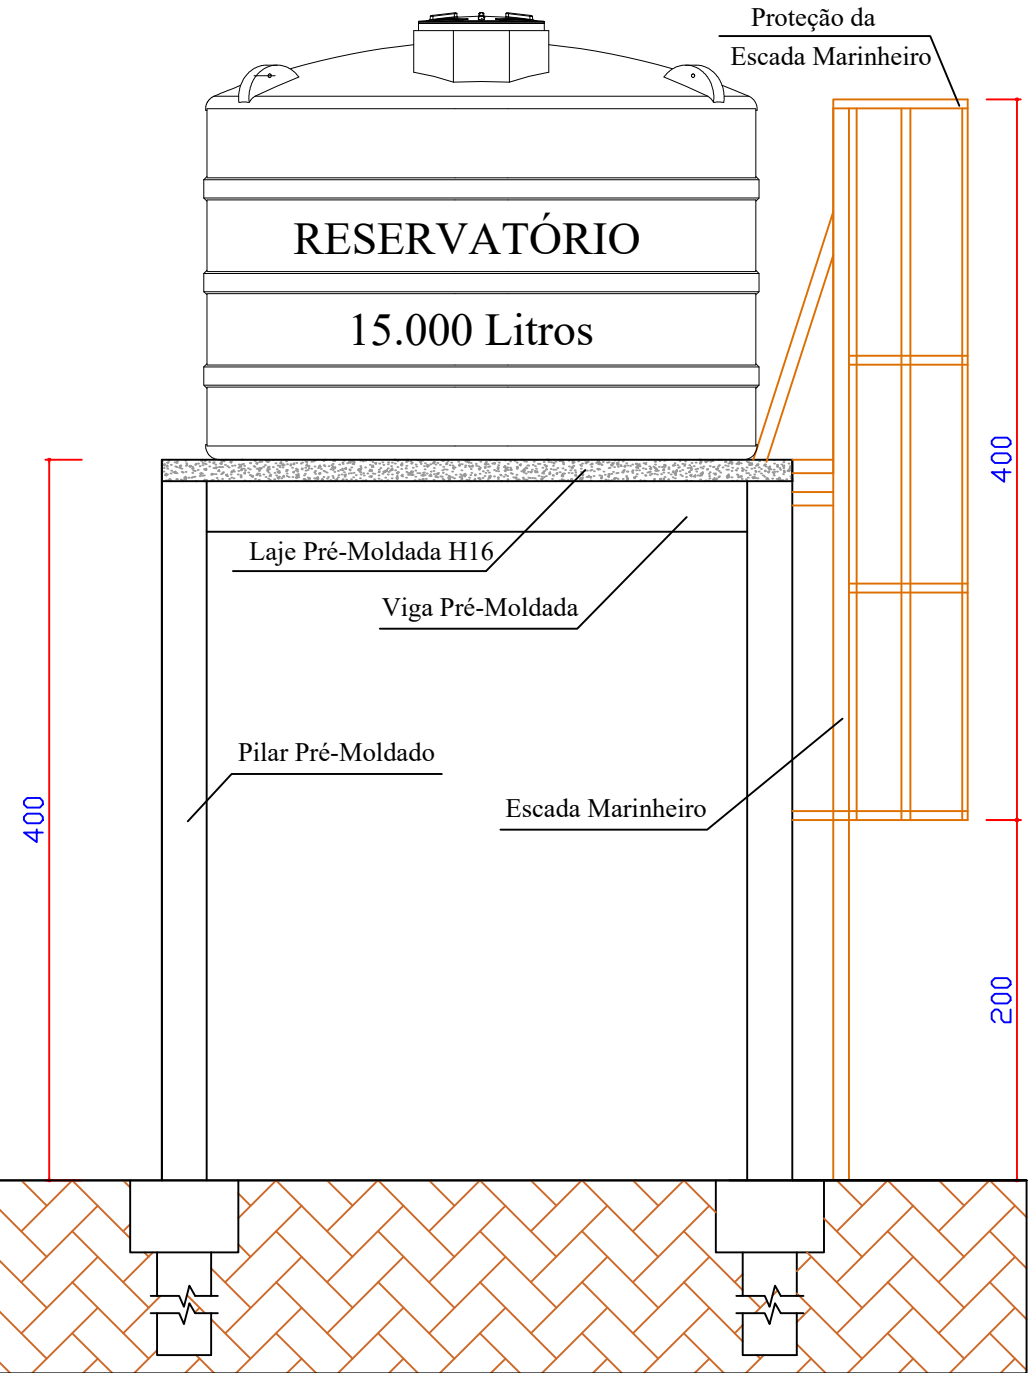 Proteção da
Escada Marinheiro
RESERVATÓRIO
15.000 Litros
400
Laje Pré-Moldada H16
Viga Pré-Moldada
Pilar Pré-Moldado
Escada Marinheiro
400
200